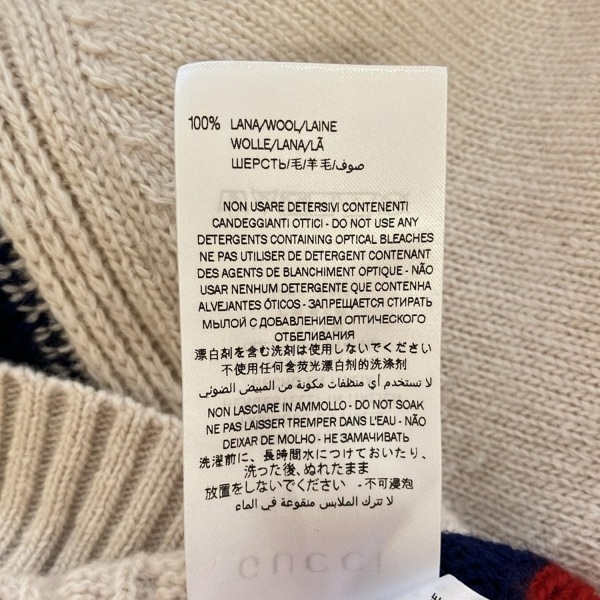 100% LANA/WOOL/LAINE
WOLLE/LANA/LÃ
ШЕРСТЬ/毛/羊毛/صوف
NON USARE DETERSIVI CONTENENTI
CANDEGGIANTI OTTICI - DO NOT USE ANY
DETERGENTS CONTAINING OPTICAL BLEACHES
NE PAS UTILISER DE DETERGENT CONTENANT
DES AGENTS DE BLANCHIMENT OPTIQUE - NÃO
USAR NENHUM DETERGENTE QUE CONTENHA
ALVEJANTES ÓTICOS - ЗАПРЕЩАЕТСЯ СТИРАТЬ
МЫЛОЙ С ДОБАВЛЕНИЕМ ОПТИЧЕСКОГО
ОТБЕЛИВАНИЯ
漂白剤を含む洗剤は使用しないでください
不使用任何含荧光漂白剂的洗涤剂
لا تستخدم أي منظفات مكونة من المبيض الضوئي
NON LASCIARE IN AMMOLLO - DO NOT SOAK
NE PAS LAISSER TREMPER DANS L'EAU - NÃO
DEIXAR DE MOLHO - НЕ ЗАМАЧИВАТЬ
洗濯前に、長時間水につけておいたり、
洗った後、ぬれたまま
放置をしないでください - 不可浸泡
لا تترك الملابس منقوعة في الماء
GUCCI